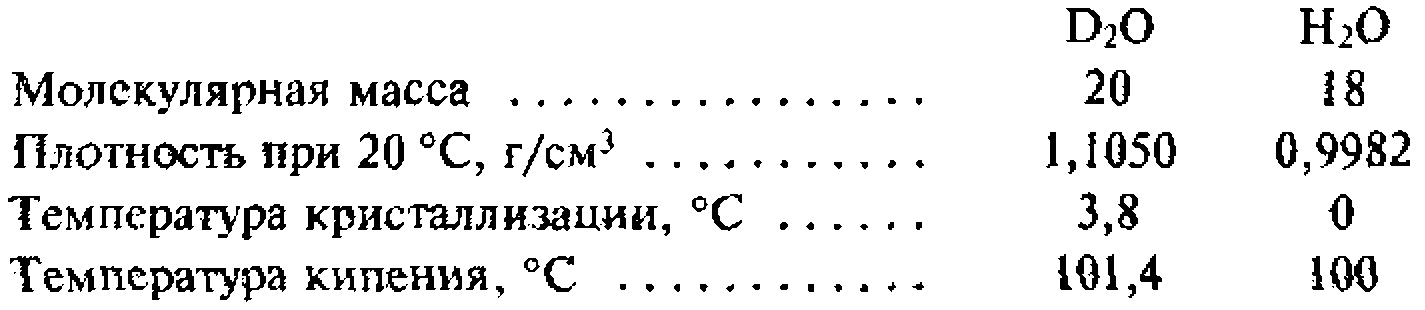 D₂O H₂O
Молекулярная масса ................ 20 18
Плотность при 20 °C, г/см³ ........... 1,1050 0,9982
Температура кристаллизации, °C ...... 3,8 0
Температура кипения, °C ............ 101,4 100